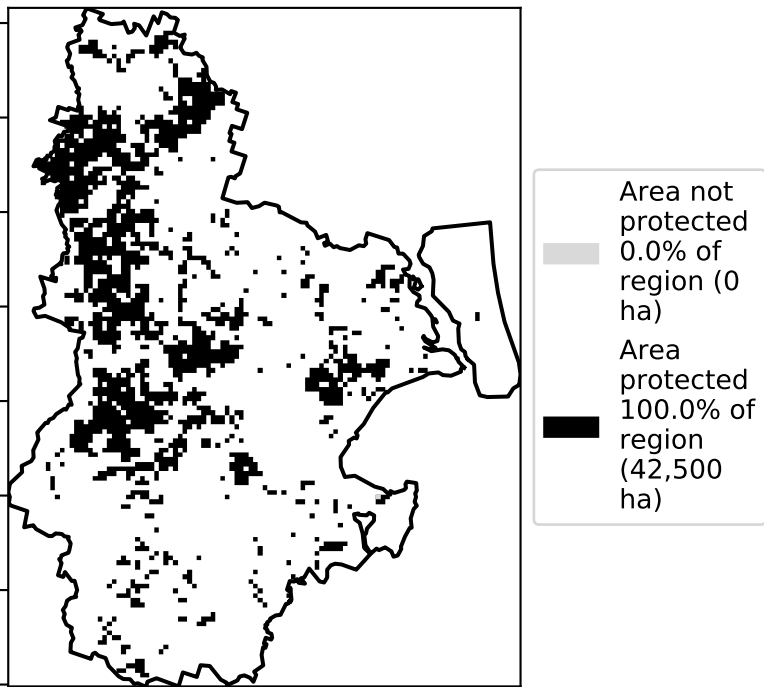 Area not
protected
0.0% of
region (0
ha)
Area
protected
100.0% of
region
(42,500
ha)